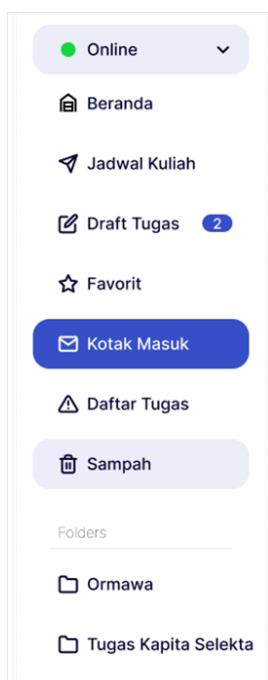 Online
Beranda
Jadwal Kuliah
Draft Tugas 2
Favorit
Kotak Masuk
Daftar Tugas
Sampah
Folders
Ormawa
Tugas Kapita Selekta